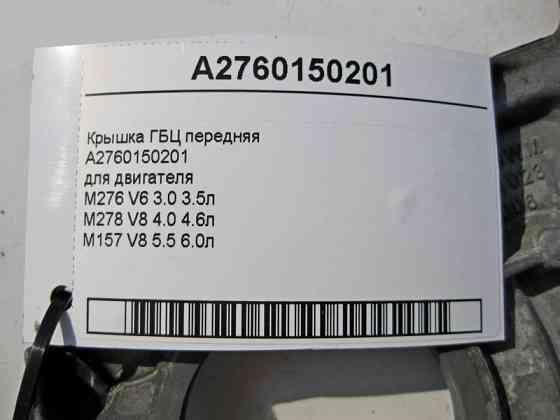 A2760150201
Крышка ГБЦ передняя
A2760150201
для двигателя
M276 V6 3.0 3.5л
M278 V8 4.0 4.6л
M157 V8 5.5 6.0л